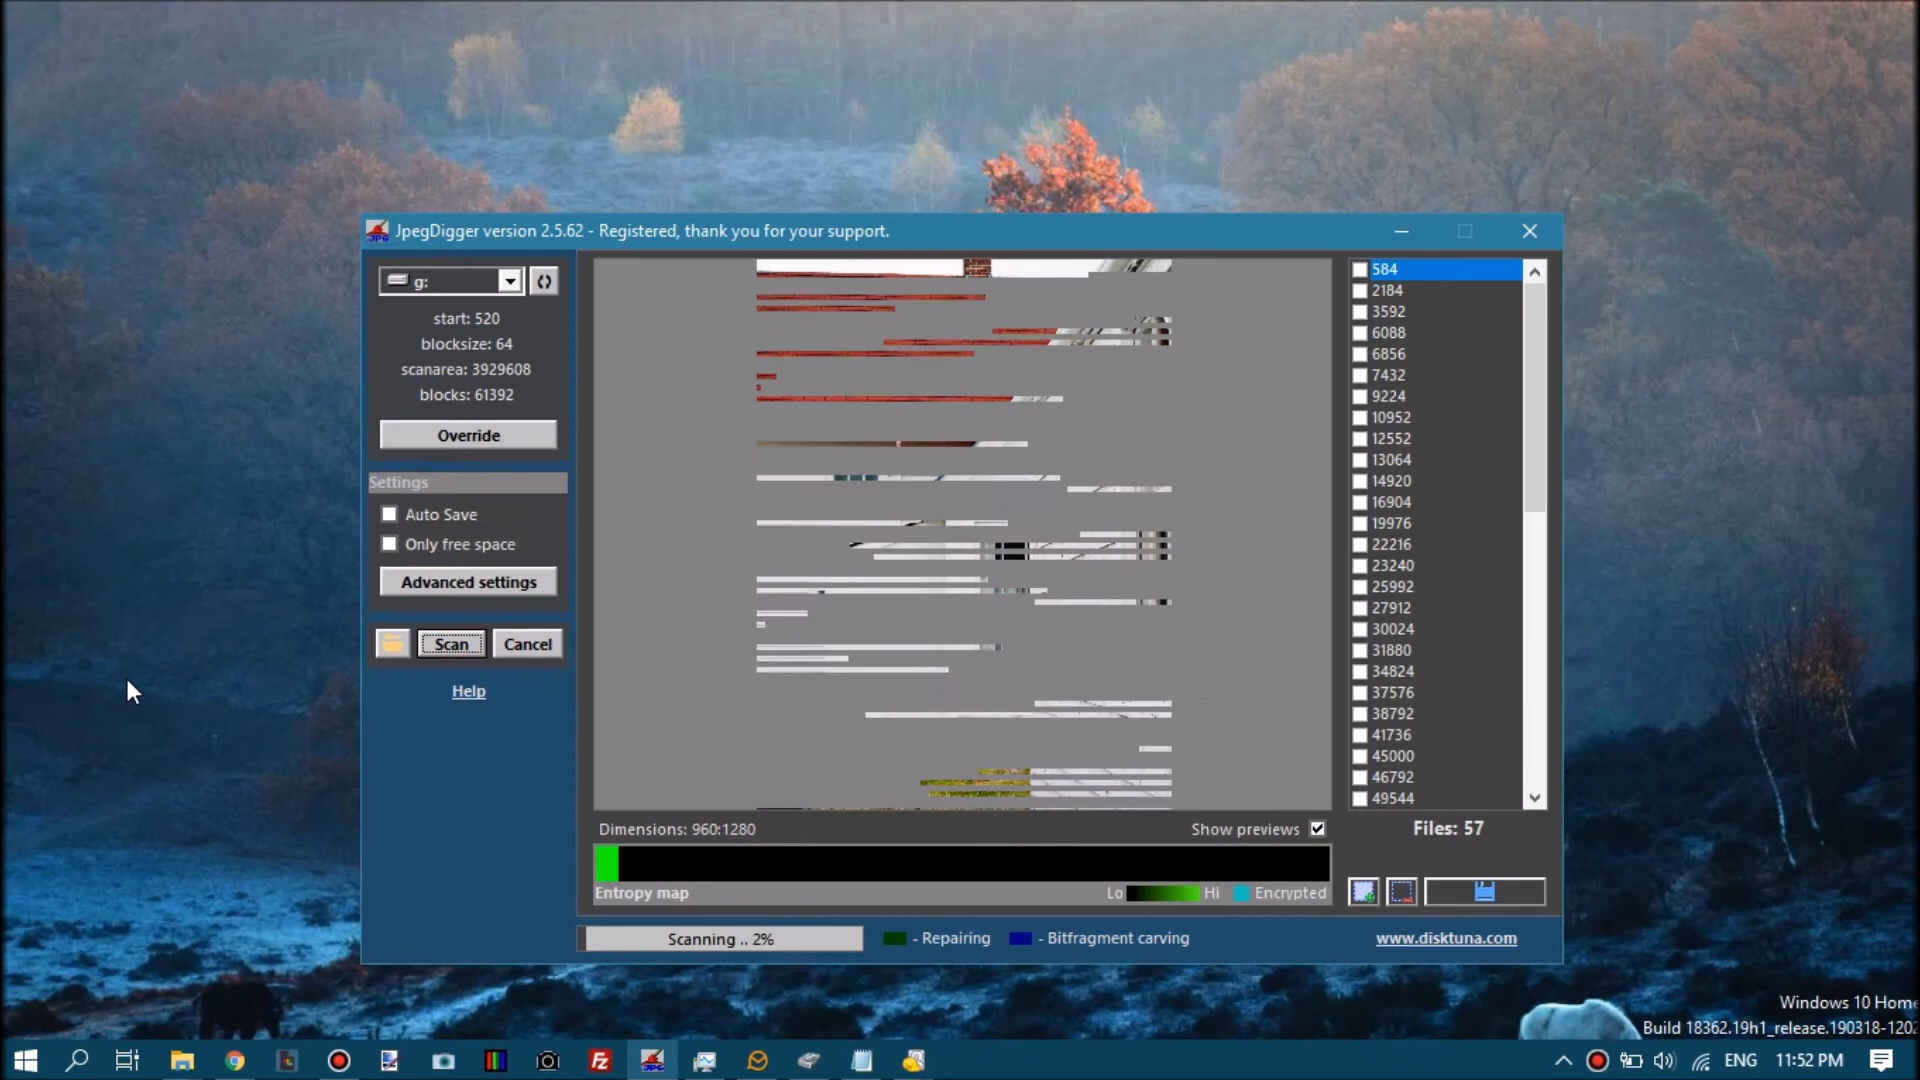 JpegDigger version 2.5.62 - Registered, thank you for your support.
g:
start: 520
blocksize: 64
scanarea: 3929608
blocks: 61392
Override
Settings
Auto Save
Only free space
Advanced settings
Scan
Cancel
Help
584
2184
3592
6088
6856
7432
9224
10952
12552
13064
14920
16904
19976
22216
23240
25992
27912
30024
31880
34824
37576
38792
41736
45000
46792
49544
Dimensions: 960:1280
Show previews
Files: 57
Entropy map
Lo
Hi
Encrypted
Scanning .. 2%
- Repairing
- Bitfragment carving
www.disktuna.com
Windows 10 Home
Build 18362.19h1_release.190318-1202
JPG
ENG
11:52 PM